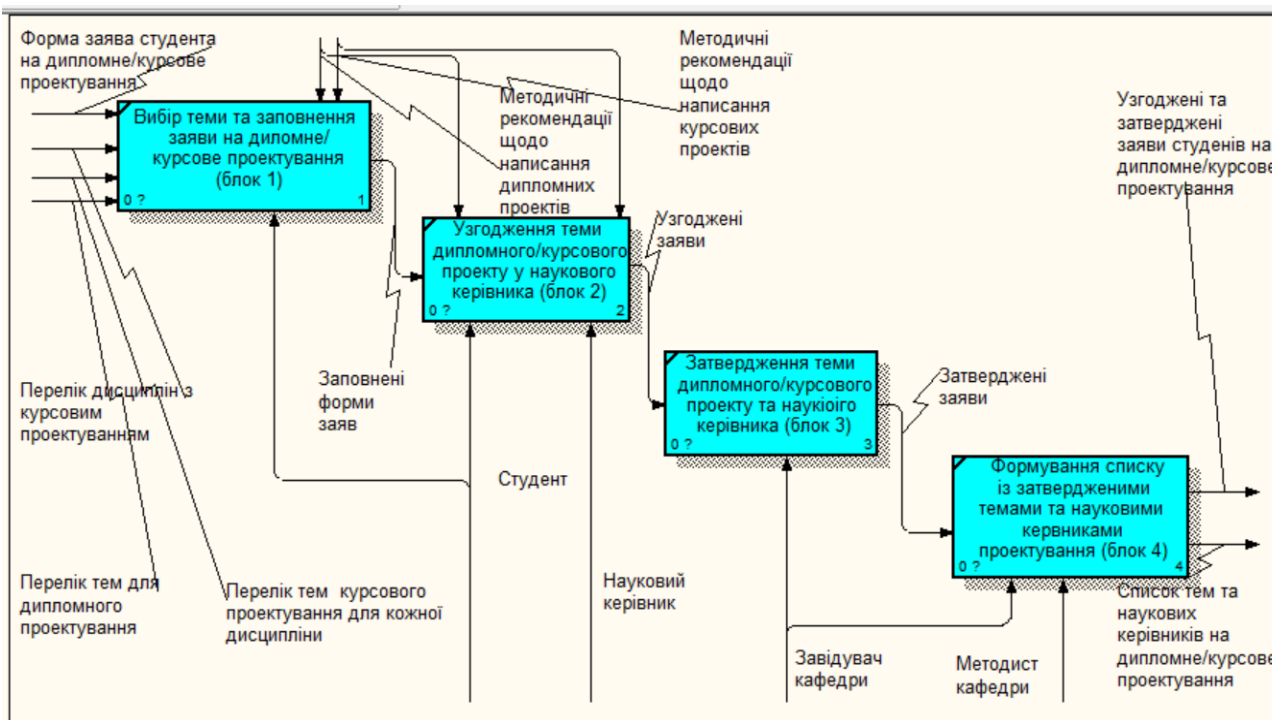 Форма заява студента
на дипломне/курсове
проектування
Методичні
рекомендації
щодо
написання
курсових
проектів
Методичні
рекомендації
щодо
написання
дипломних
проектів
Узгоджені та
затверджені
заяви студенів на
дипломне/курсове
проектування
Вибір теми та заповнення
заяви на диломне/
курсове проектування
(блок 1)
0 ?
1
Узгодження теми
дипломного/курсового
проекту у наукового
керівника (блок 2)
0 ?
2
Узгоджені
заяви
Затвердження теми
дипломного/курсового
проекту та наукіоіго
керівника (блок 3)
0 ?
3
Затверджені
заяви
Формування списку
із затвердженими
темами та науковими
кервниками
проектування (блок 4)
0 ?
4
Перелік дисциплін з
курсовим
проектуванням
Заповнені
форми
заяв
Студент
Перелік тем для
дипломного
проектування
Перелік тем курсового
проектування для кожної
дисципліни
Науковий
керівник
Завідувач
кафедри
Методист
кафедри
Список тем та
наукових
керівників на
дипломне/курсове
проектування